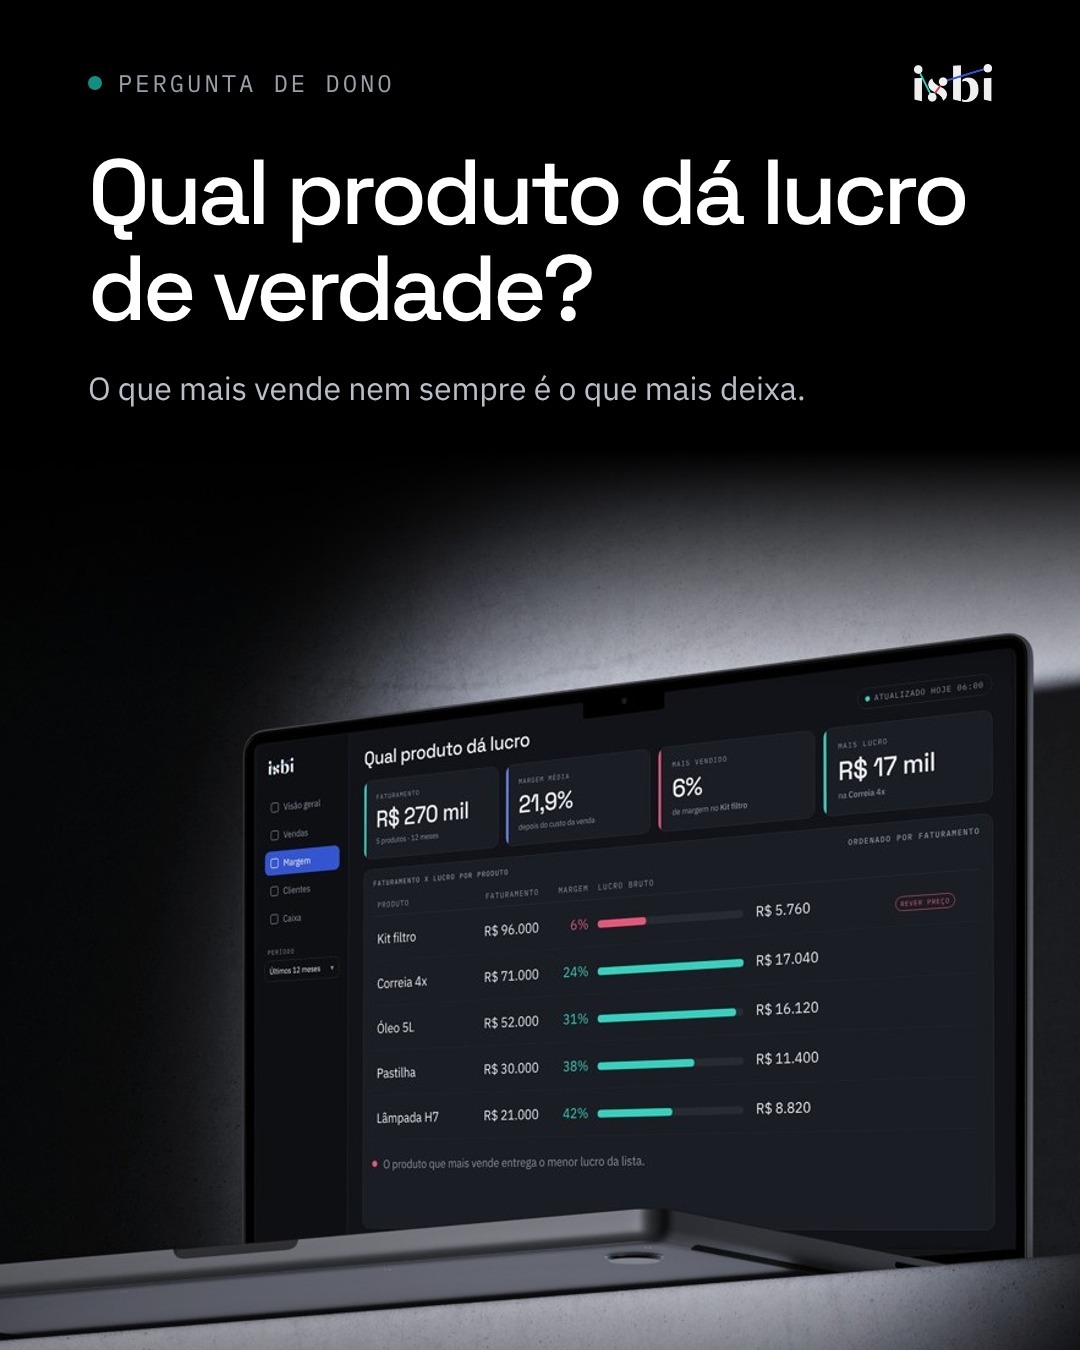 PERGUNTA DE DONO
isbi
Qual produto dá lucro
de verdade?
O que mais vende nem sempre é o que mais deixa.
isbi
Visão geral
Vendas
Margem
Clientes
Caixa
PERÍODO
Últimos 12 meses
Qual produto dá lucro
ATUALIZADO HOJE 06:00
FATURAMENTO
R$ 270 mil
5 produtos · 12 meses
MARGEM MÉDIA
21,9%
depois do custo da venda
MAIS VENDIDO
6%
de margem no Kit filtro
MAIS LUCRO
R$ 17 mil
na Correia 4x
FATURAMENTO X LUCRO POR PRODUTO
ORDENADO POR FATURAMENTO
PRODUTO FATURAMENTO MARGEM LUCRO BRUTO
Kit filtro R$ 96.000 6% R$ 5.760 REVER PREÇO
Correia 4x R$ 71.000 24% R$ 17.040
Óleo 5L R$ 52.000 31% R$ 16.120
Pastilha R$ 30.000 38% R$ 11.400
Lâmpada H7 R$ 21.000 42% R$ 8.820
O produto que mais vende entrega o menor lucro da lista.